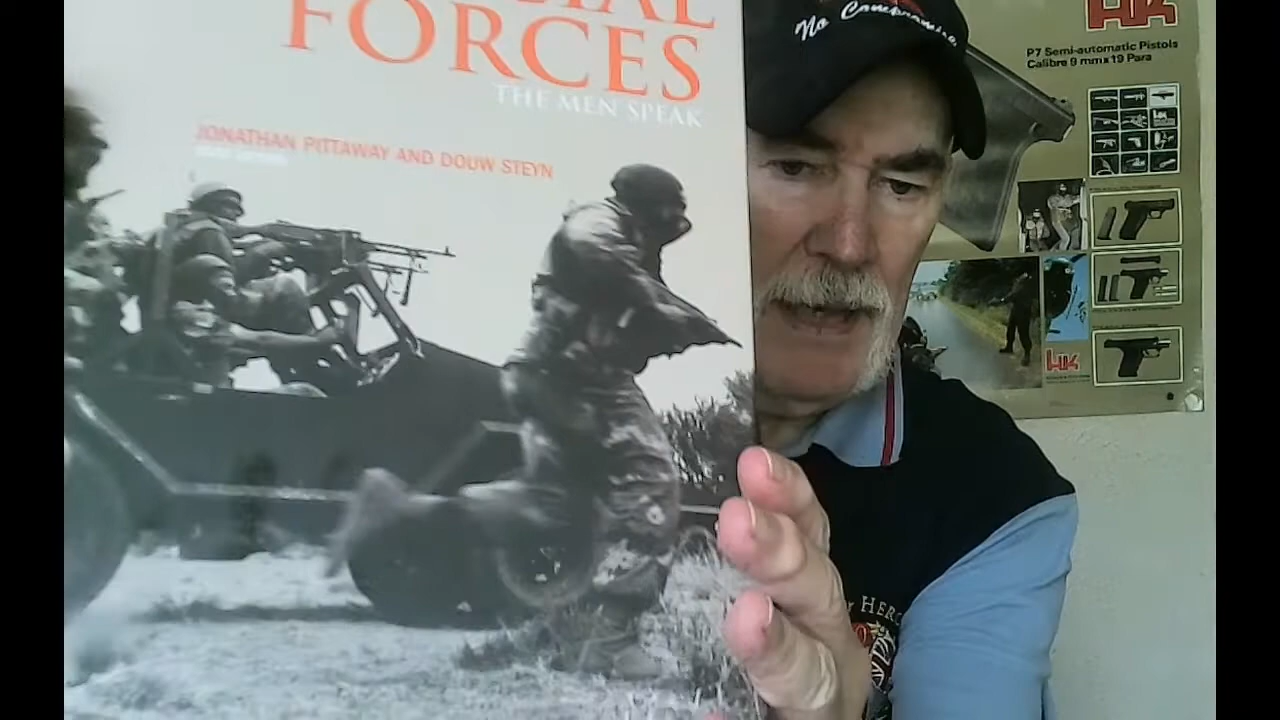 FORCES
THE MEN SPEAK
JONATHAN PITTAWAY AND DOUW STEYN
No Compromise
HK
P7 Semi-automatic Pistols
Calibre 9 mm x 19 Para
HK